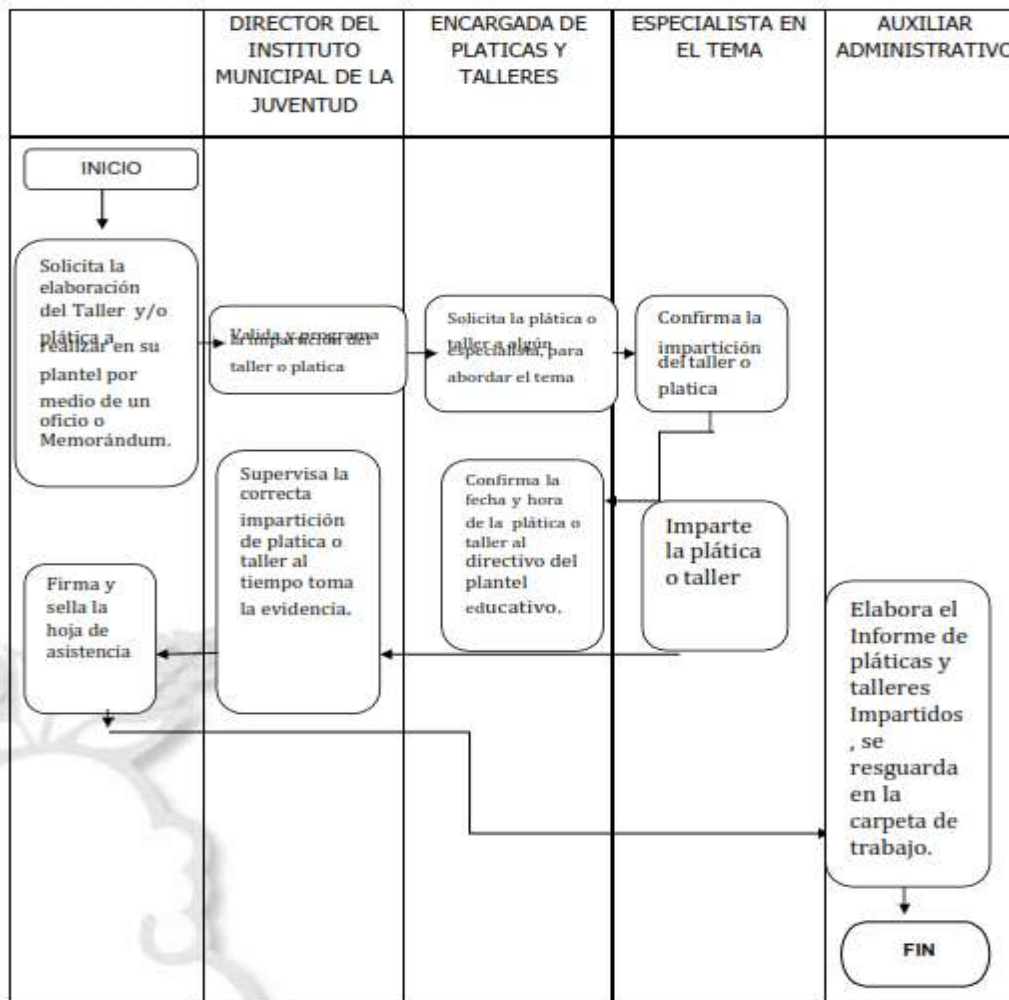 DIRECTOR DEL
INSTITUTO
MUNICIPAL DE LA
JUVENTUD
ENCARGADA DE
PLATICAS Y
TALLERES
ESPECIALISTA EN
EL TEMA
AUXILIAR
ADMINISTRATIVO
INICIO
Solicita la
elaboración
del Taller y/o
plática a
realizar en su
plantel por
medio de un
oficio o
Memorándum.
Valida y programa
la impartición del
taller o platica
Solicita la plática o
taller a algún
especialista, para
abordar el tema
Confirma la
impartición
del taller o
platica
Supervisa la
correcta
impartición
de platica o
taller al
tiempo toma
la evidencia.
Confirma la
fecha y hora
de la plática o
taller al
directivo del
plantel
educativo.
Imparte
la plática
o taller
Firma y
sella la
hoja de
asistencia
Elabora el
Informe de
pláticas y
talleres
Impartidos
, se
resguarda
en la
carpeta de
trabajo.
FIN